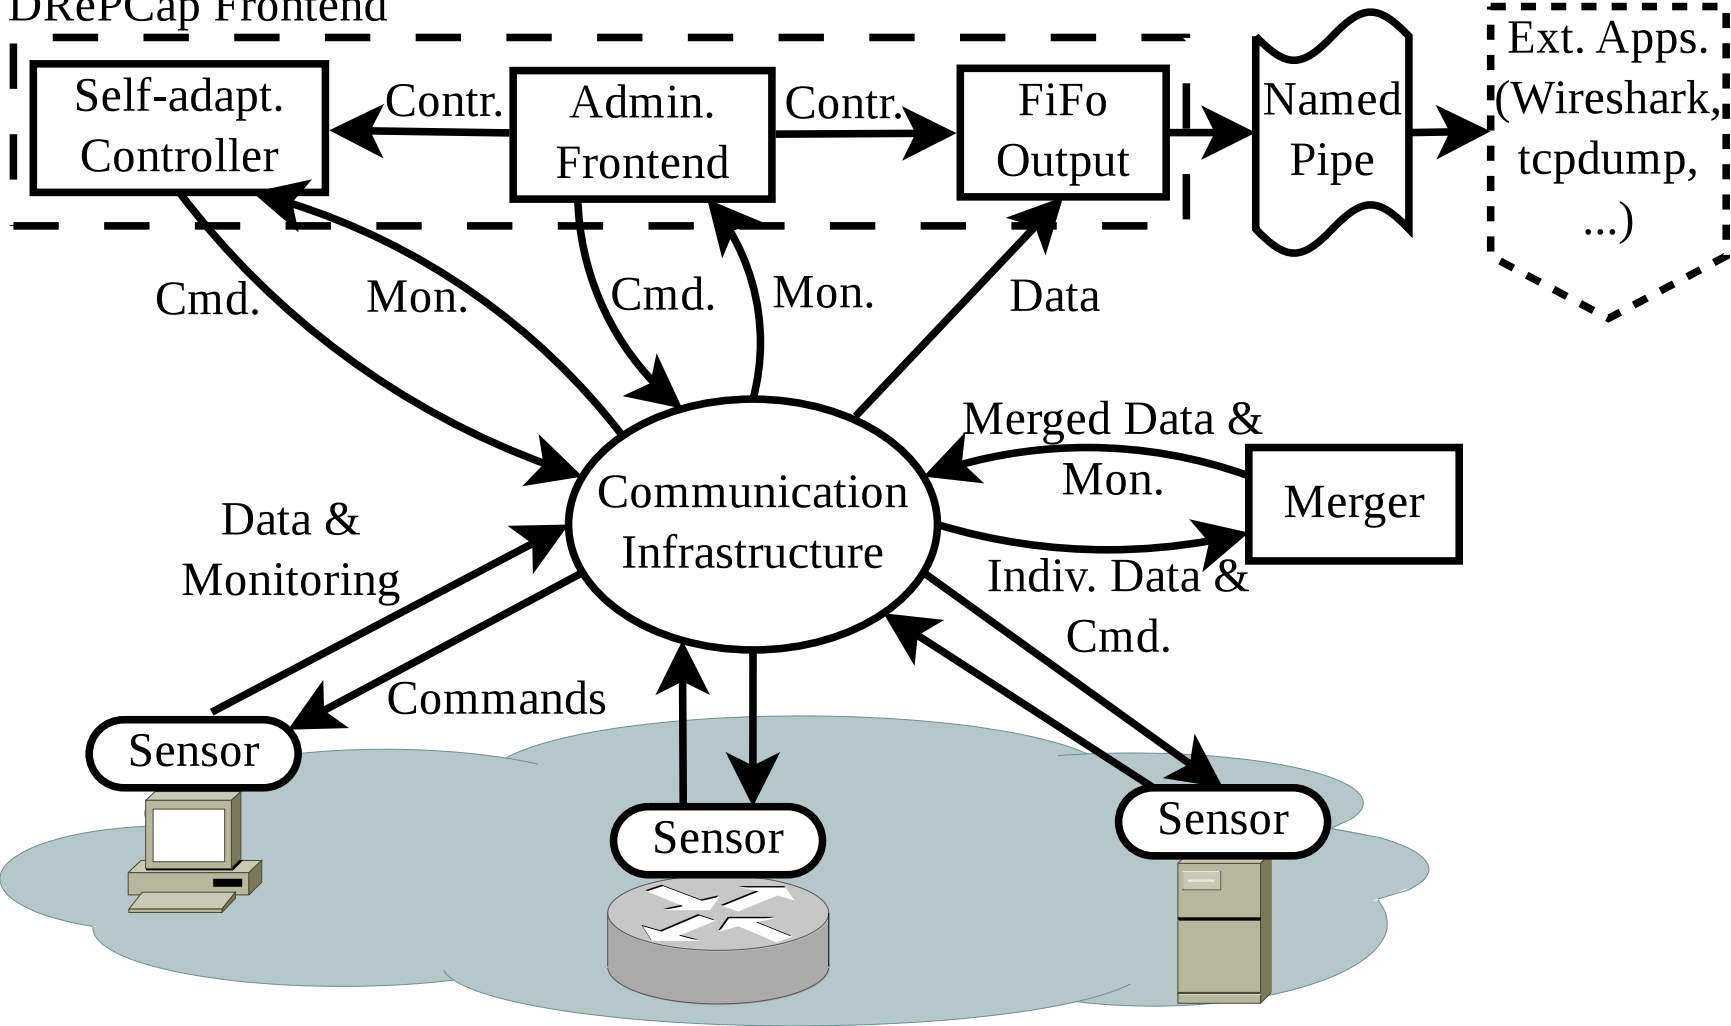 DRePCap Frontend
Self-adapt.
Controller
Contr.
Admin.
Frontend
Contr.
FiFo
Output
Named
Pipe
Ext. Apps.
(Wireshark,
tcpdump,
...)
Cmd.
Mon.
Cmd.
Mon.
Data
Communication
Infrastructure
Merged Data &
Mon.
Merger
Indiv. Data &
Cmd.
Data &
Monitoring
Commands
Sensor
Sensor
Sensor